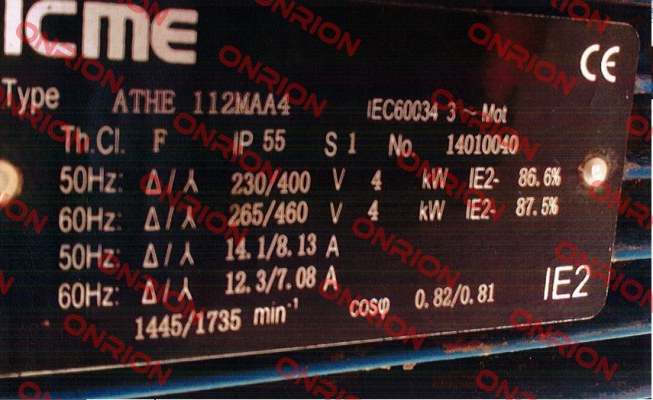 ICME
CE
Type ATHE 112MAA4 IEC60034 3 ~ Mot
Th.Cl. F IP 55 S 1 No. 14010040
50Hz: Δ / ⅄ 230/400 V 4 kW IE2- 86.6%
60Hz: Δ / ⅄ 265/460 V 4 kW IE2- 87.5%
50Hz: Δ / ⅄ 14.1/8.13 A
60Hz: Δ / ⅄ 12.3/7.08 A
1445/1735 min⁻¹ cosφ 0.82/0.81 IE2
ONRION